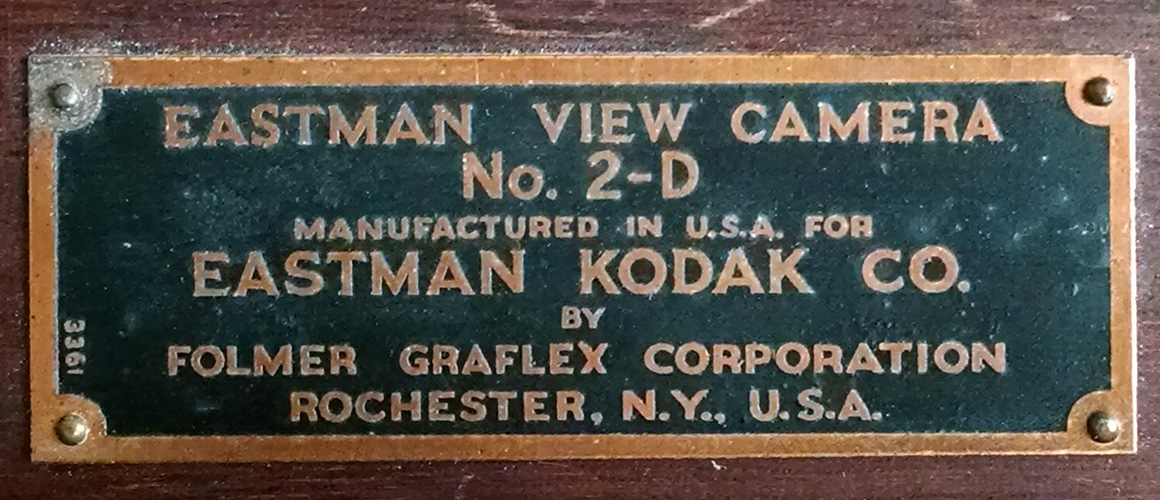 EASTMAN VIEW CAMERA
No. 2-D
MANUFACTURED IN U.S.A. FOR
EASTMAN KODAK CO.
BY
FOLMER GRAFLEX CORPORATION
ROCHESTER, N.Y., U.S.A.
3361